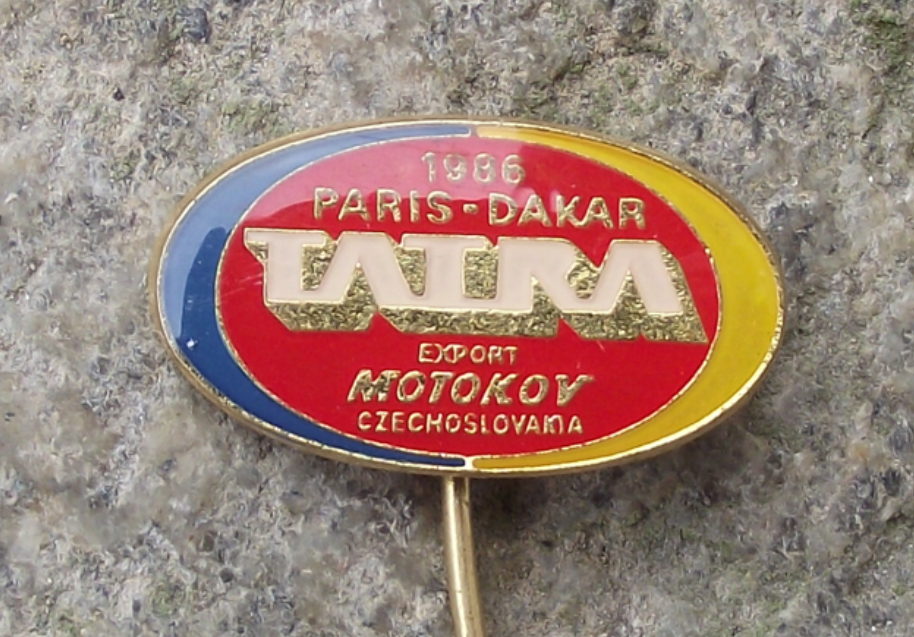 1986
PARIS-DAKAR
TATRA
EXPORT
MOTOKOV
CZECHOSLOVAKIA